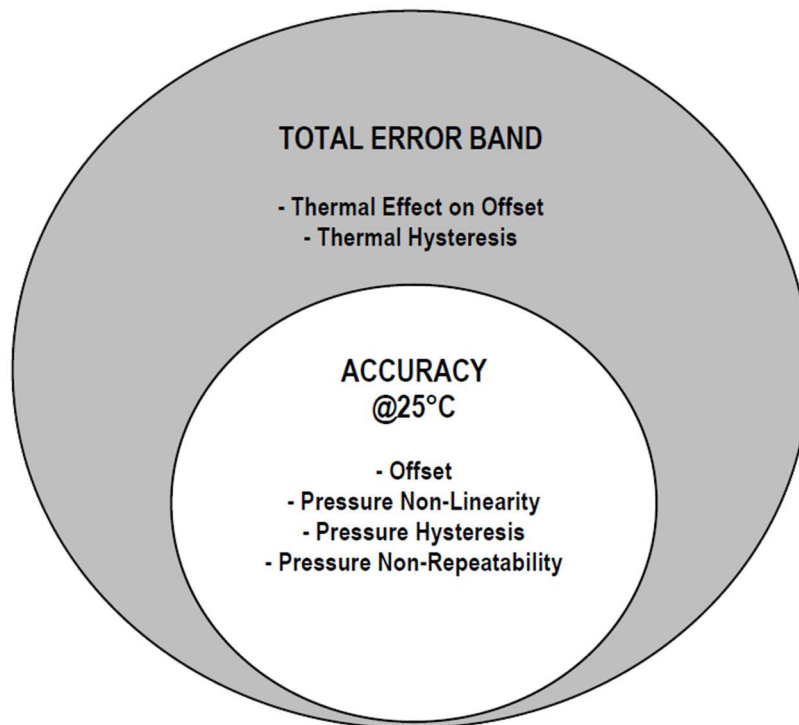 TOTAL ERROR BAND
- Thermal Effect on Offset
- Thermal Hysteresis
ACCURACY
@25°C
- Offset
- Pressure Non-Linearity
- Pressure Hysteresis
- Pressure Non-Repeatability